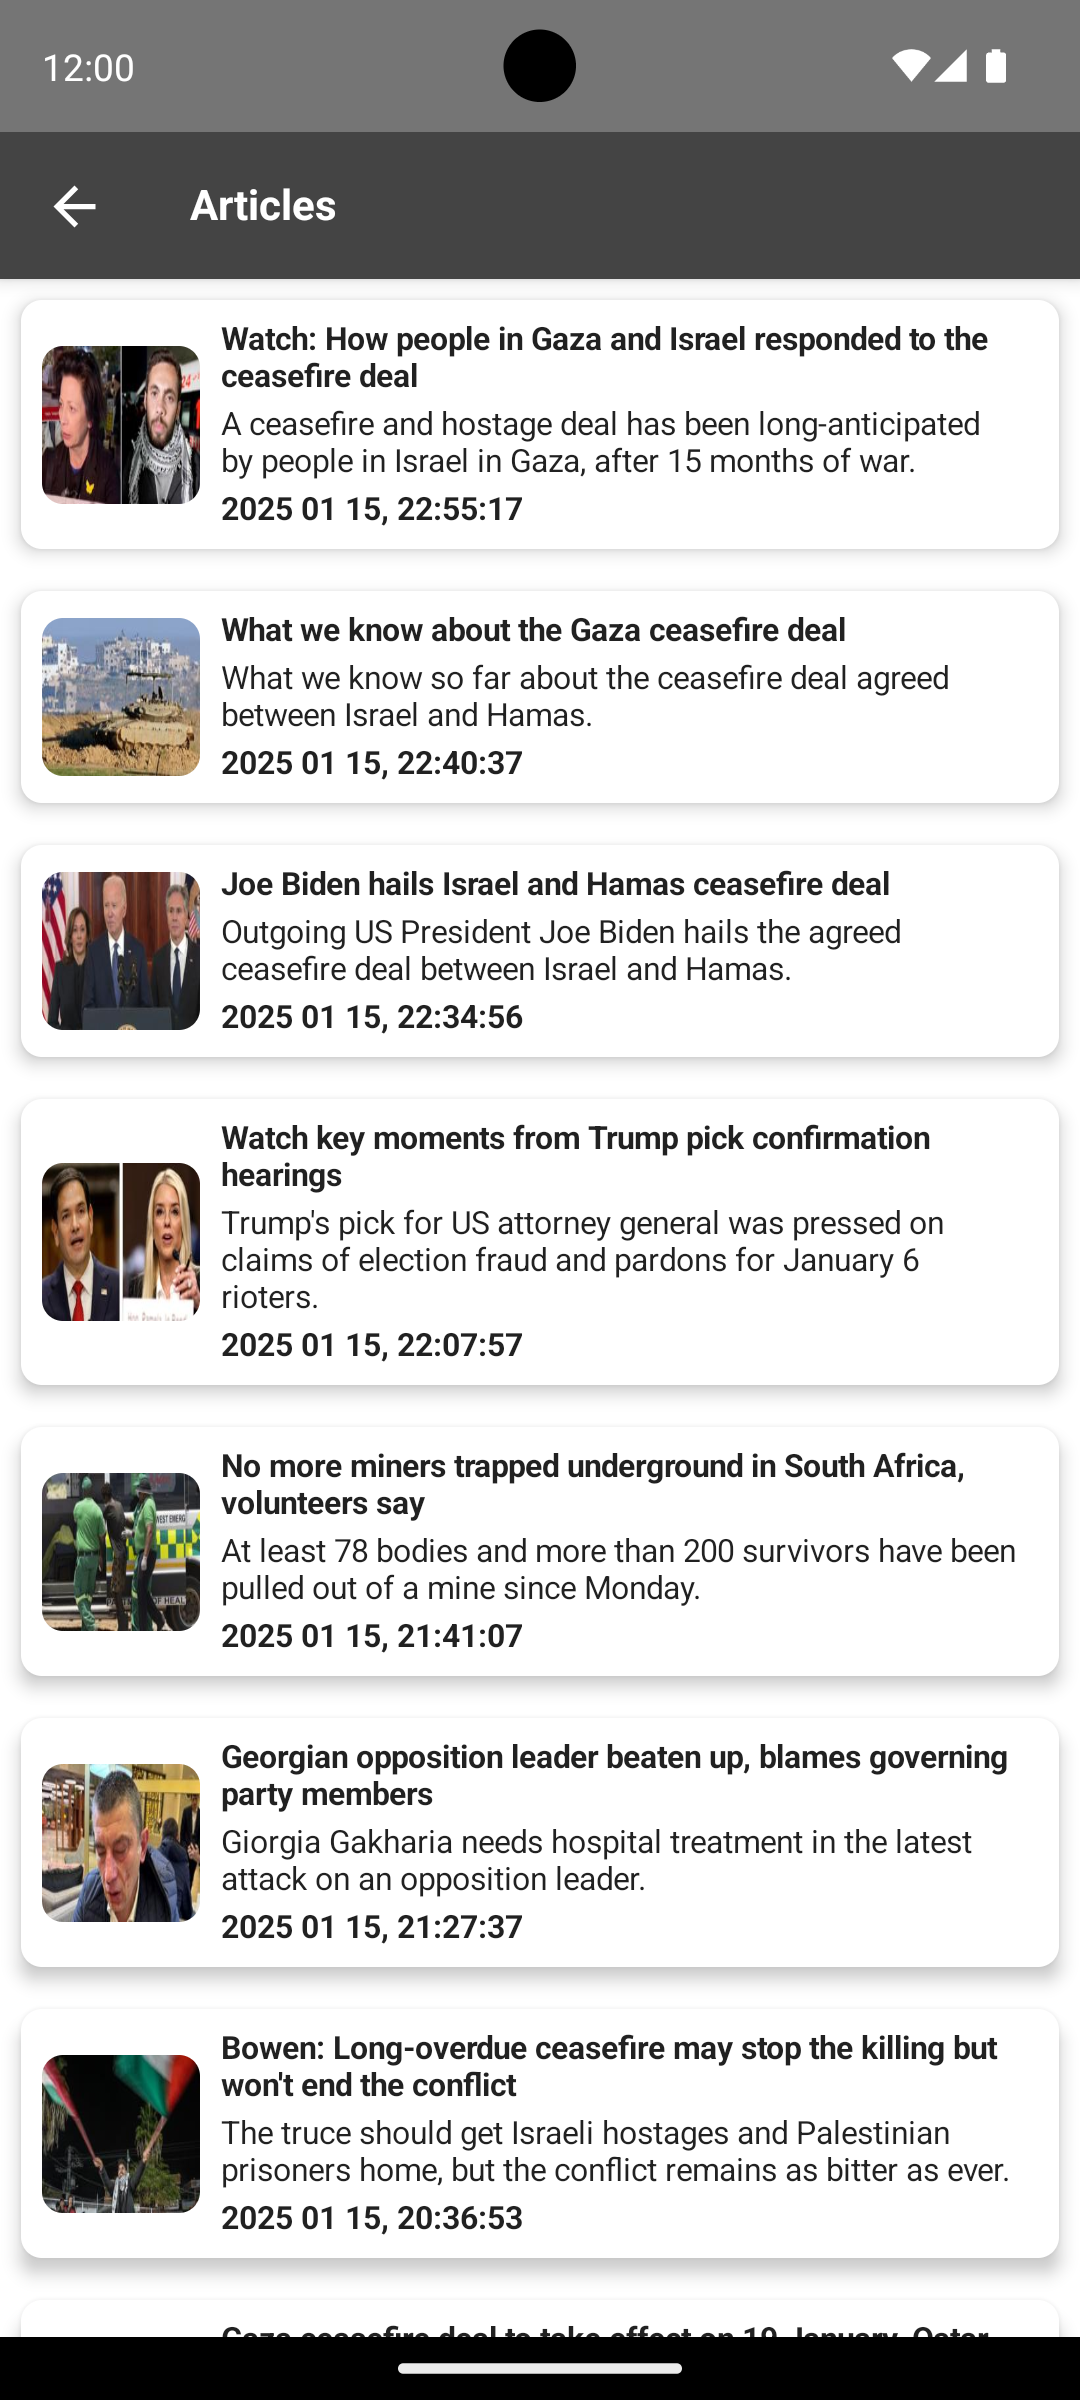 12:00
Articles
Watch: How people in Gaza and Israel responded to the
ceasefire deal
A ceasefire and hostage deal has been long-anticipated
by people in Israel in Gaza, after 15 months of war.
2025 01 15, 22:55:17
What we know about the Gaza ceasefire deal
What we know so far about the ceasefire deal agreed
between Israel and Hamas.
2025 01 15, 22:40:37
Joe Biden hails Israel and Hamas ceasefire deal
Outgoing US President Joe Biden hails the agreed
ceasefire deal between Israel and Hamas.
2025 01 15, 22:34:56
Watch key moments from Trump pick confirmation
hearings
Trump's pick for US attorney general was pressed on
claims of election fraud and pardons for January 6
rioters.
2025 01 15, 22:07:57
No more miners trapped underground in South Africa,
volunteers say
At least 78 bodies and more than 200 survivors have been
pulled out of a mine since Monday.
2025 01 15, 21:41:07
Georgian opposition leader beaten up, blames governing
party members
Giorgia Gakharia needs hospital treatment in the latest
attack on an opposition leader.
2025 01 15, 21:27:37
Bowen: Long-overdue ceasefire may stop the killing but
won't end the conflict
The truce should get Israeli hostages and Palestinian
prisoners home, but the conflict remains as bitter as ever.
2025 01 15, 20:36:53
Gaza ceasefire deal to take effect on 19 January, Qatar